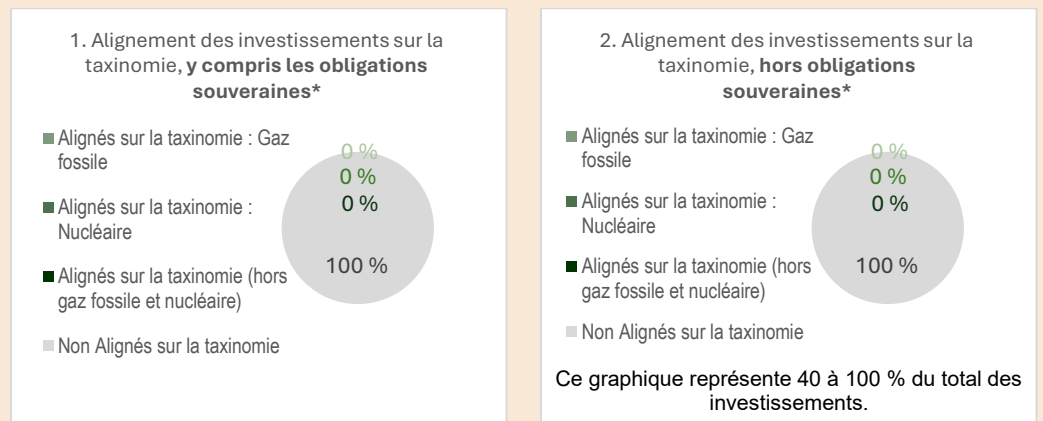 1. Alignement des investissements sur la
taxinomie, y compris les obligations
souveraines*
Alignés sur la taxinomie : Gaz
fossile
Alignés sur la taxinomie :
Nucléaire
Alignés sur la taxinomie (hors
gaz fossile et nucléaire)
Non Alignés sur la taxinomie
0 %
0 %
0 %
100 %
2. Alignement des investissements sur la
taxinomie, hors obligations
souveraines*
Alignés sur la taxinomie : Gaz
fossile
Alignés sur la taxinomie :
Nucléaire
Alignés sur la taxinomie (hors
gaz fossile et nucléaire)
Non Alignés sur la taxinomie
0 %
0 %
0 %
100 %
Ce graphique représente 40 à 100 % du total des
investissements.